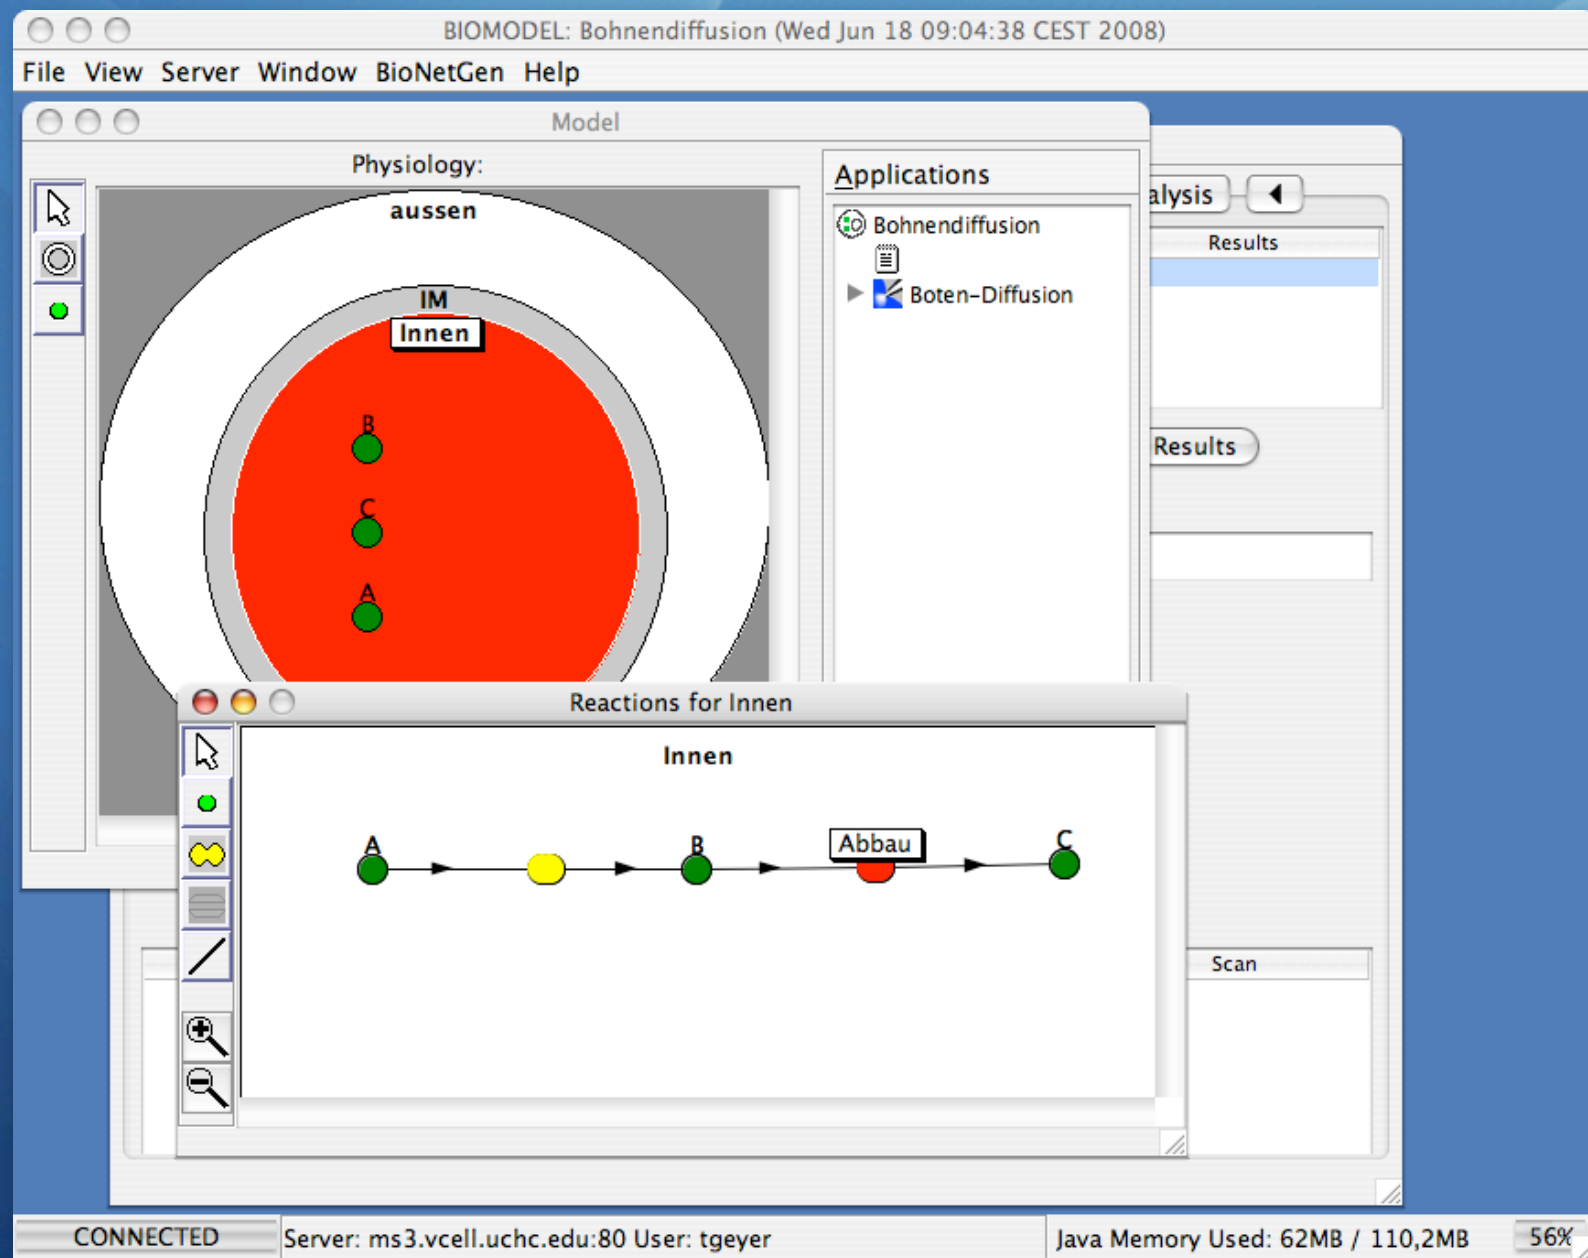 BIOMODEL: Bohnendiffusion (Wed Jun 18 09:04:38 CEST 2008)
File View Server Window BioNetGen Help
Model
Physiology:
aussen
IM
Innen
B
C
A
Applications
Bohnendiffusion
Boten-Diffusion
alysis
Results
Results
Reactions for Innen
Innen
A
B
Abbau
C
Scan
CONNECTED
Server: ms3.vcell.uchc.edu:80 User: tgeyer
Java Memory Used: 62MB / 110,2MB
56%